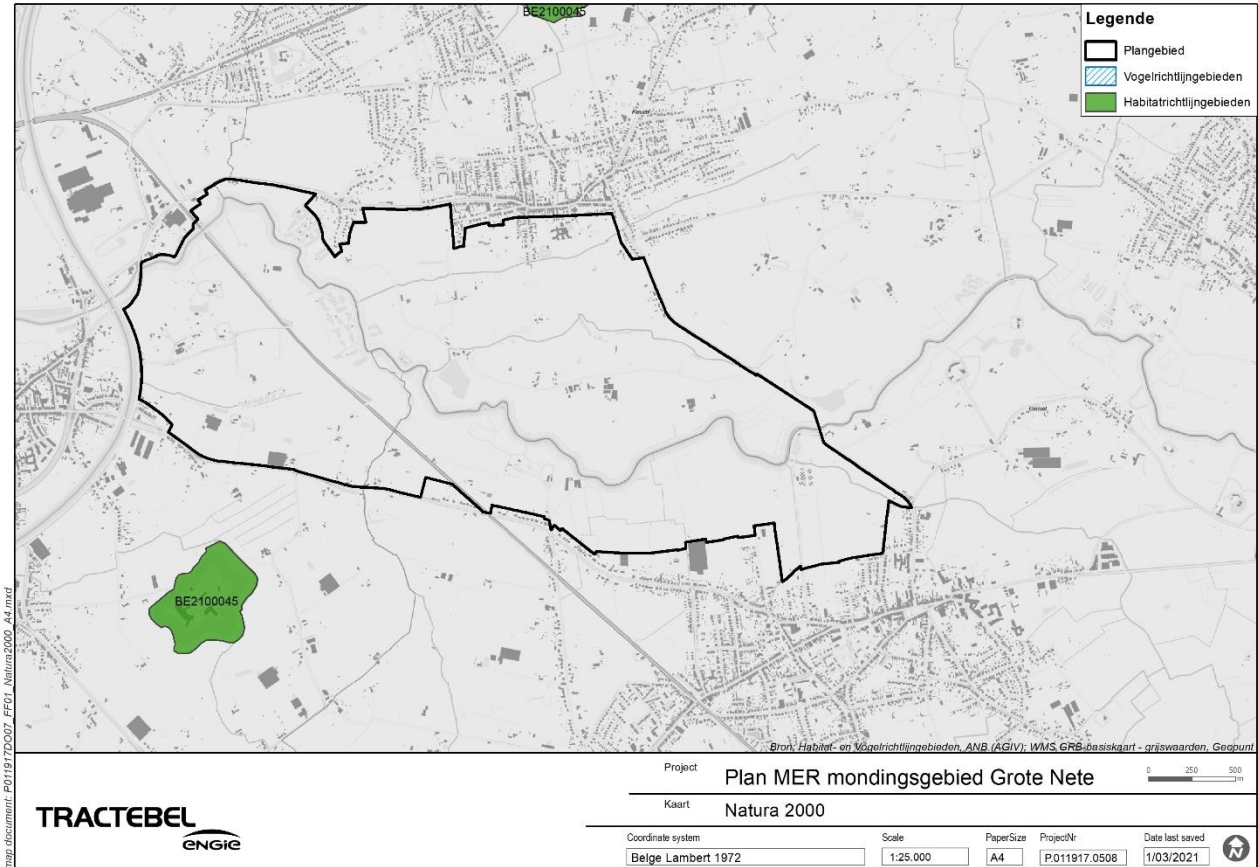 BE2100045
Legende
Plangebied
Vogelrichtlijngebieden
Habitatrichtlijngebieden
Kessel
Gestel
BE2100045
Bron: Habitat- en Vogelrichtlijngebieden, ANB (AGIV); WMS GRB-basiskaart - grijswaarden, Geopunt
map document: P011917DO07_FF01_Natura2000_A4.mxd
Project
Plan MER mondingsgebied Grote Nete
0 250 500
m
Kaart
Natura 2000
TRACTEBEL
ENGIE
Coordinate system
Scale
PaperSize
ProjectNr
Date last saved
Belge Lambert 1972
1:25.000
A4
P.011917.0508
1/03/2021
N